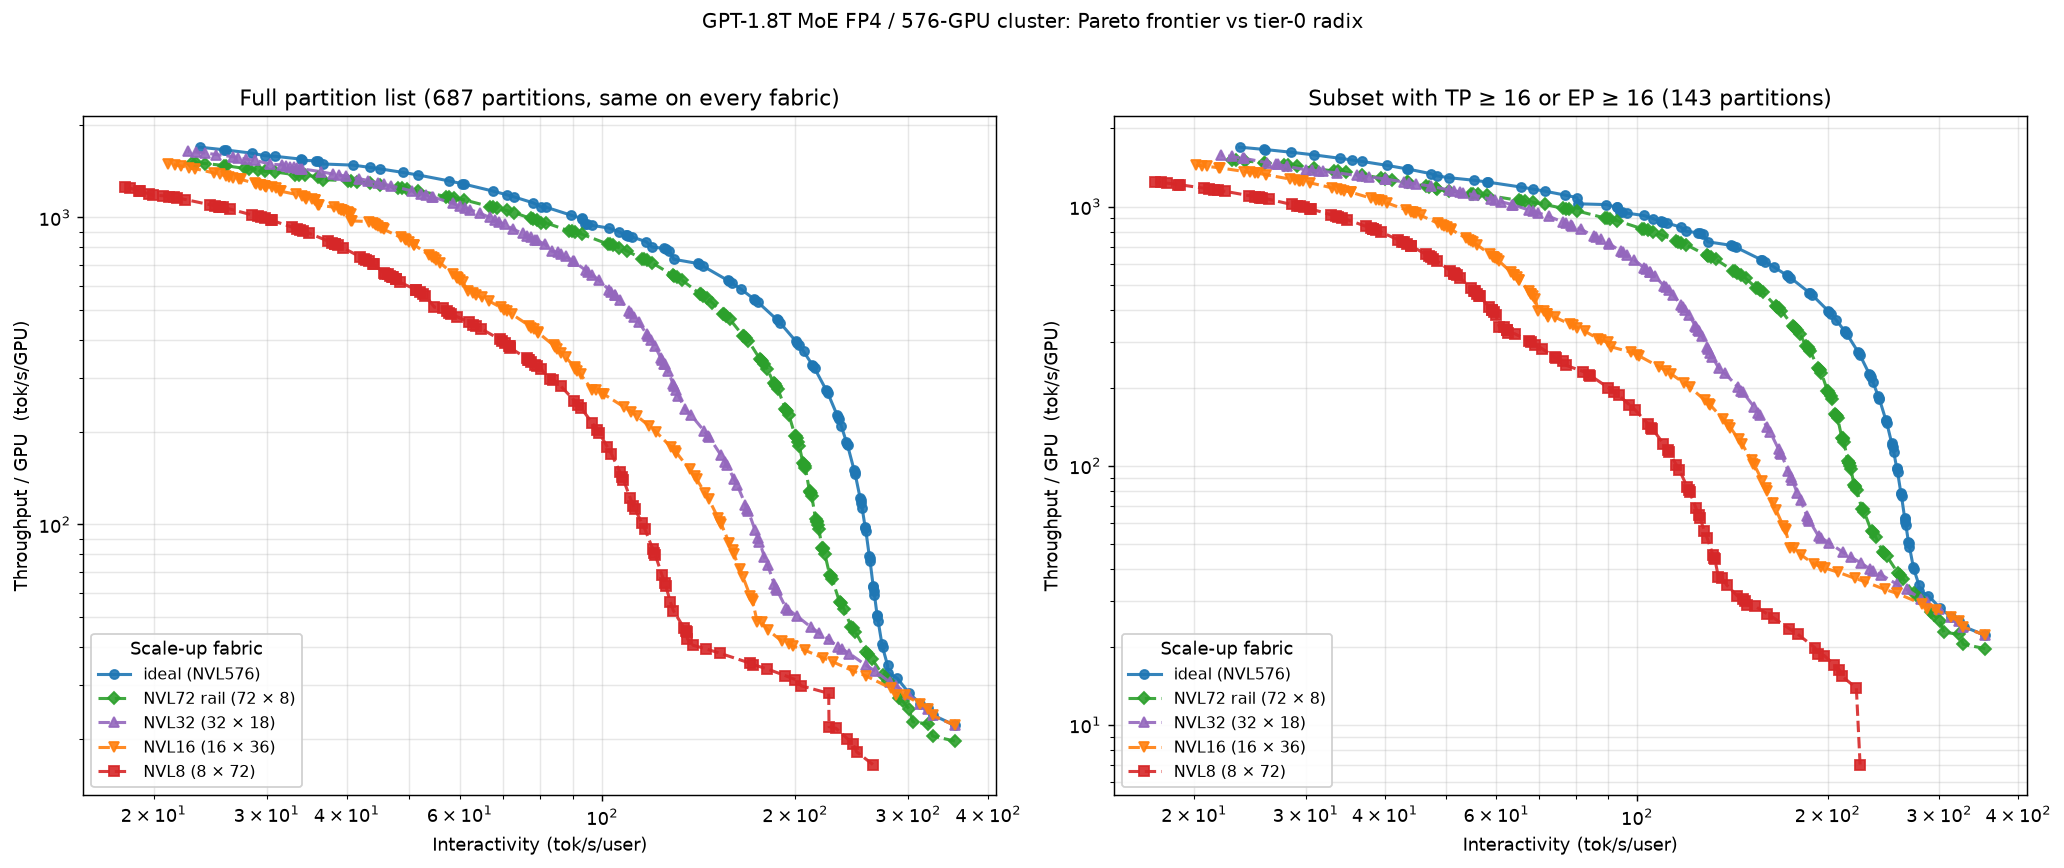 GPT-1.8T MoE FP4 / 576-GPU cluster: Pareto frontier vs tier-0 radix
Full partition list (687 partitions, same on every fabric)
Throughput / GPU  (tok/s/GPU)
10³
10²
Scale-up fabric
ideal (NVL576)
NVL72 rail (72 × 8)
NVL32 (32 × 18)
NVL16 (16 × 36)
NVL8 (8 × 72)
2 × 10¹
3 × 10¹
4 × 10¹
10²
2 × 10²
3 × 10²
4 × 10²
Interactivity (tok/s/user)
Subset with TP ≥ 16 or EP ≥ 16 (143 partitions)
Throughput / GPU  (tok/s/GPU)
10³
10²
10¹
Scale-up fabric
ideal (NVL576)
NVL72 rail (72 × 8)
NVL32 (32 × 18)
NVL16 (16 × 36)
NVL8 (8 × 72)
2 × 10¹
3 × 10¹
4 × 10¹
10²
2 × 10²
3 × 10²
4 × 10²
Interactivity (tok/s/user)